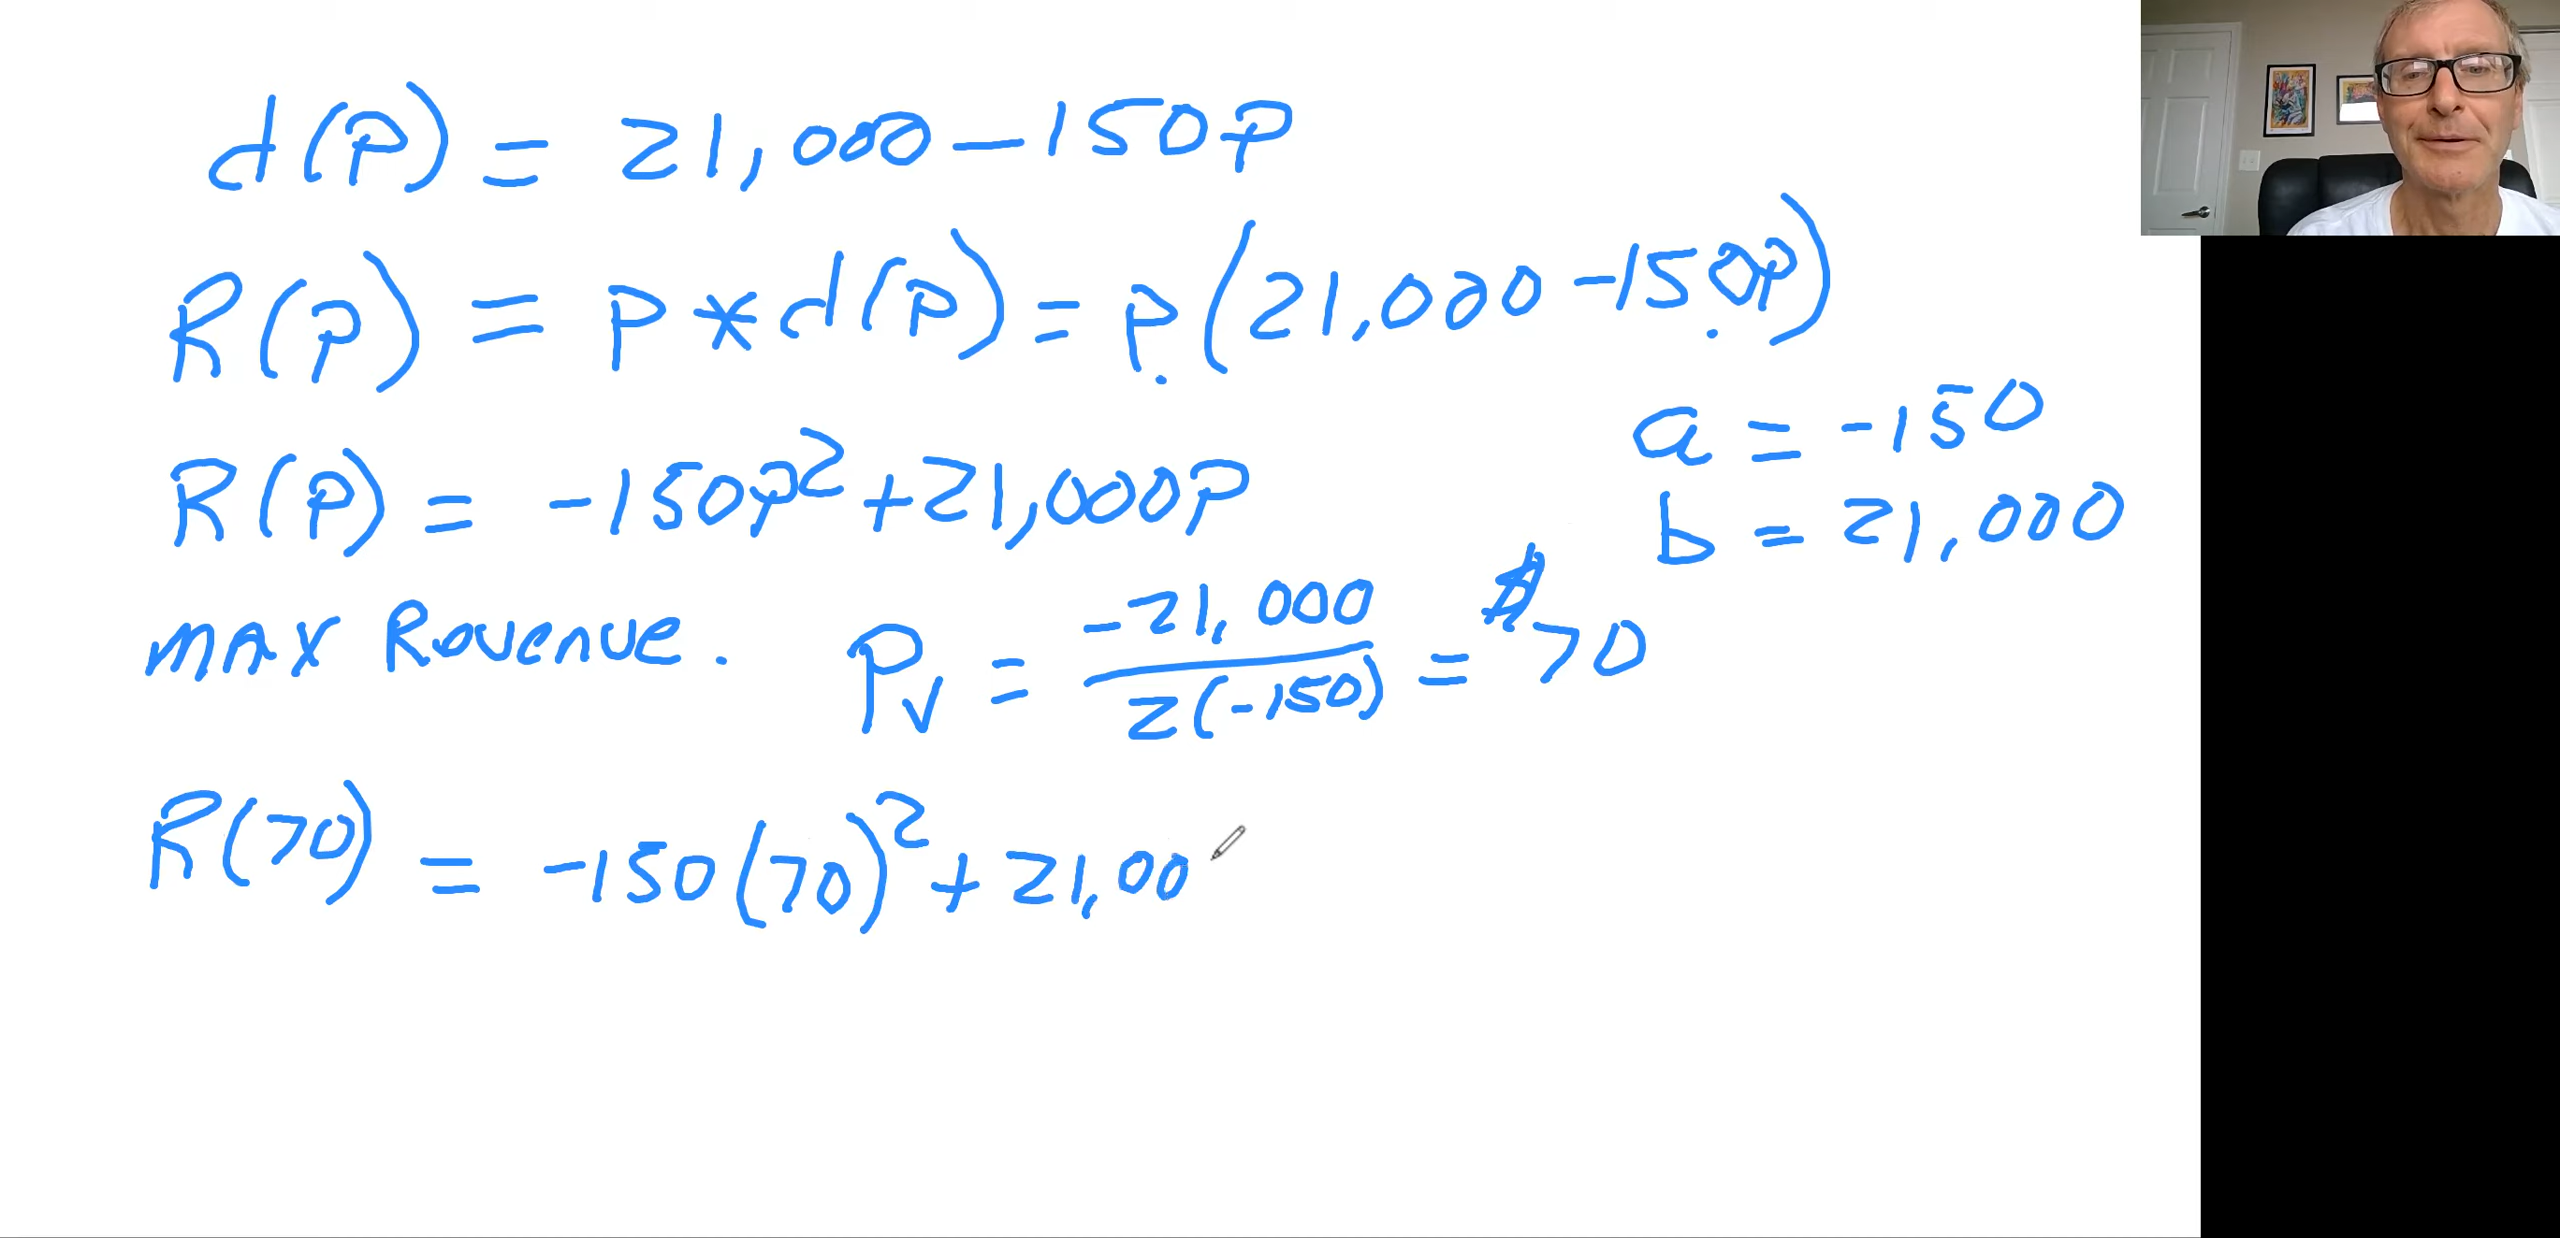 d(p) = 21,000 - 150p
R(p) = p * d(p) = p(21,000 - 150p)
R(p) = -150p² + 21,000p
a = -150
b = 21,000
MAX Revenue. Pv = -21,000 / 2(-150) = $70
R(70) = -150(70)² + 21,00